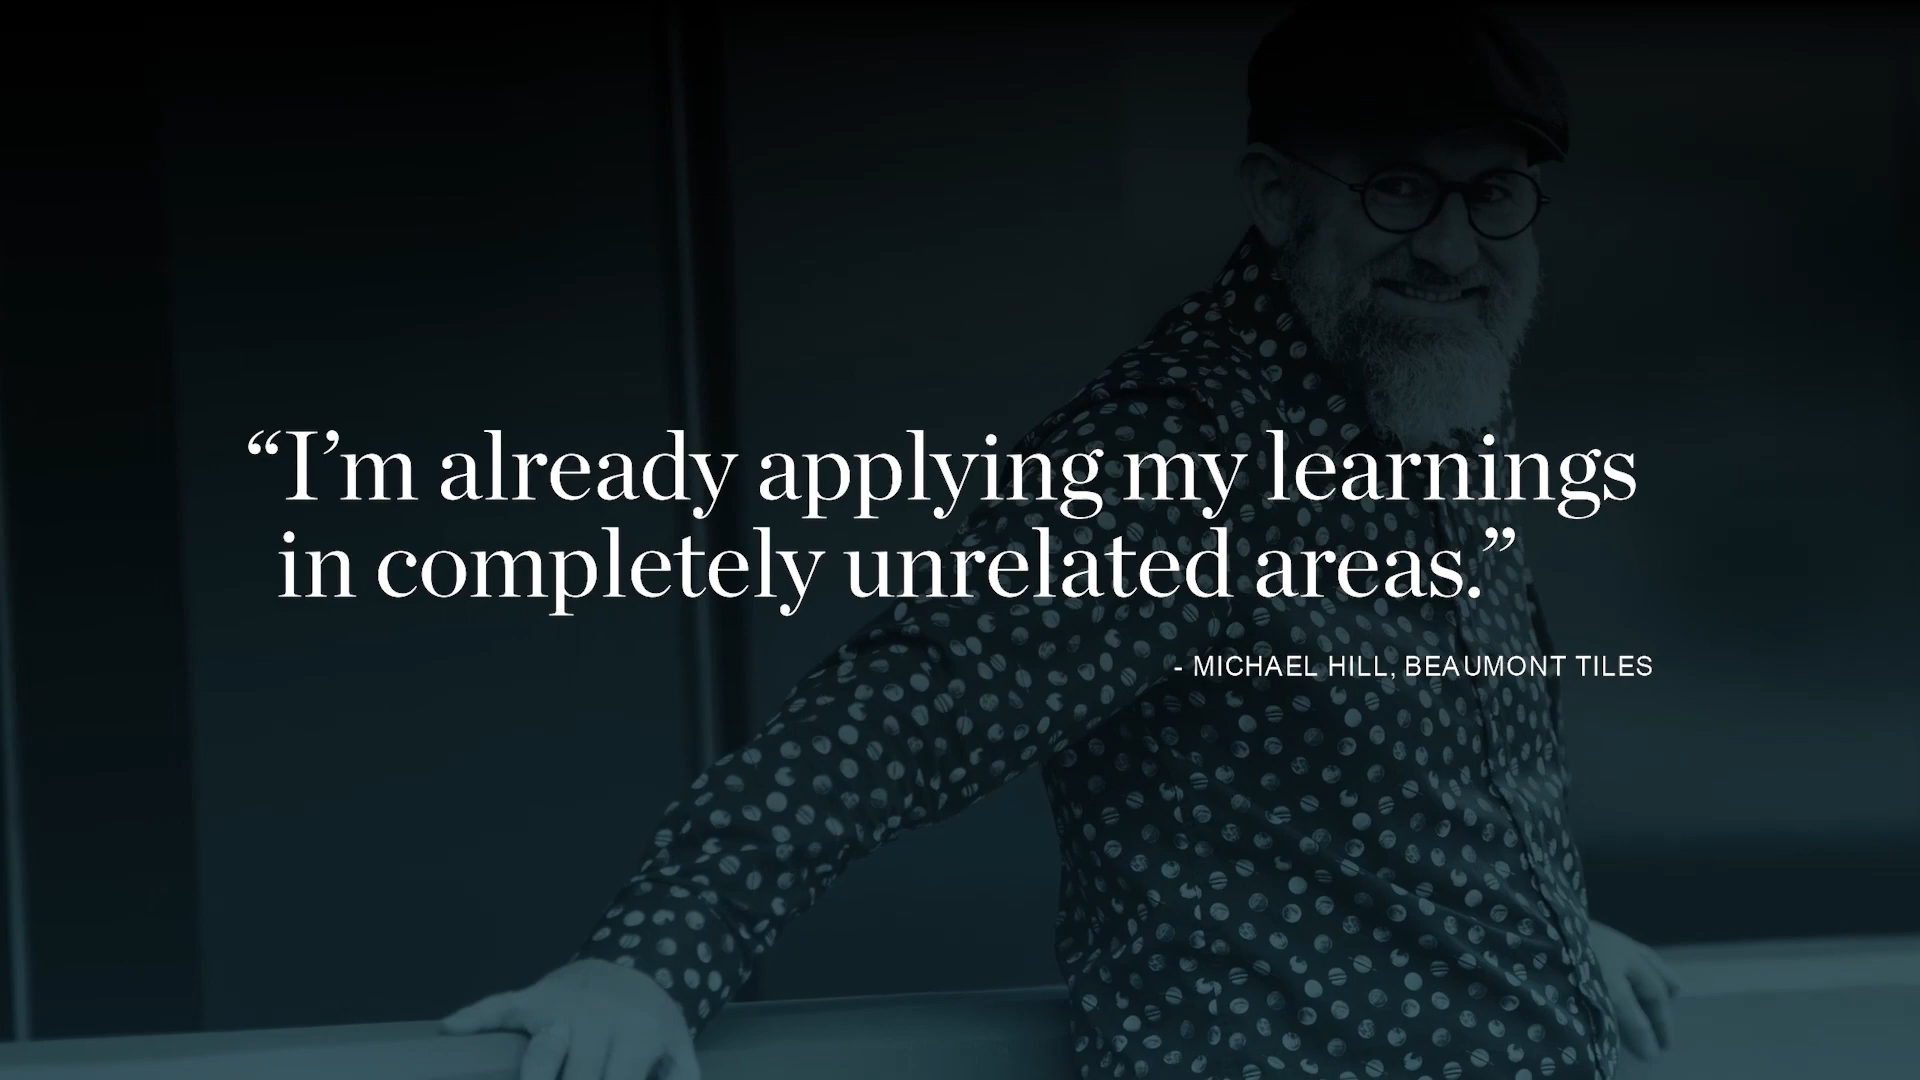 “I’m already applying my learnings
in completely unrelated areas.”
- MICHAEL HILL, BEAUMONT TILES